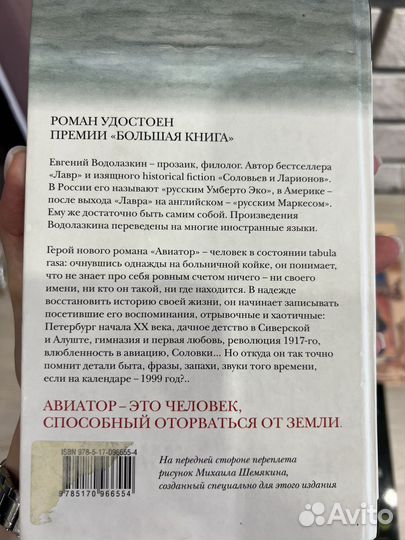 РОМАН УДОСТОЕН
ПРЕМИИ «БОЛЬШАЯ КНИГА»
Евгений Водолазкин – прозаик, филолог. Автор бестселлера
«Лавр» и изящного historical fiction “Соловьев и Ларионов».
В России его называют «русским Умберто Эко», в Америке –
после выхода «Лавра» на английском – «русским Маркесом».
Ему же достаточно быть самим собой. Произведения
Водолазкина переведены на многие иностранные языки.
Герой нового романа «Авиатор» – человек в состоянии tabula
rasa: очнувшись однажды на больничной койке, он понимает,
что не знает про себя ровным счетом ничего – ни своего
имени, ни кто он такой, ни где находится. В надежде
восстановить историю своей жизни, он начинает записывать
посетившие его воспоминания, отрывочные и хаотичные:
Петербург начала XX века, дачное детство в Сиверской
и Алуште, гимназия и первая любовь, революция 1917-го,
влюбленность в авиацию, Соловки... Но откуда он так точно
помнит детали быта, фразы, запахи, звуки того времени,
если на календаре – 1999 год?..
АВИАТОР – ЭТО ЧЕЛОВЕК,
СПОСОБНЫЙ ОТОРВАТЬСЯ ОТ ЗЕМЛИ.
ISBN 978-5-17-096655-4
9785170966554
На передней стороне переплета
рисунок Михаила Шемякина,
созданный специально для этого издания
Avito